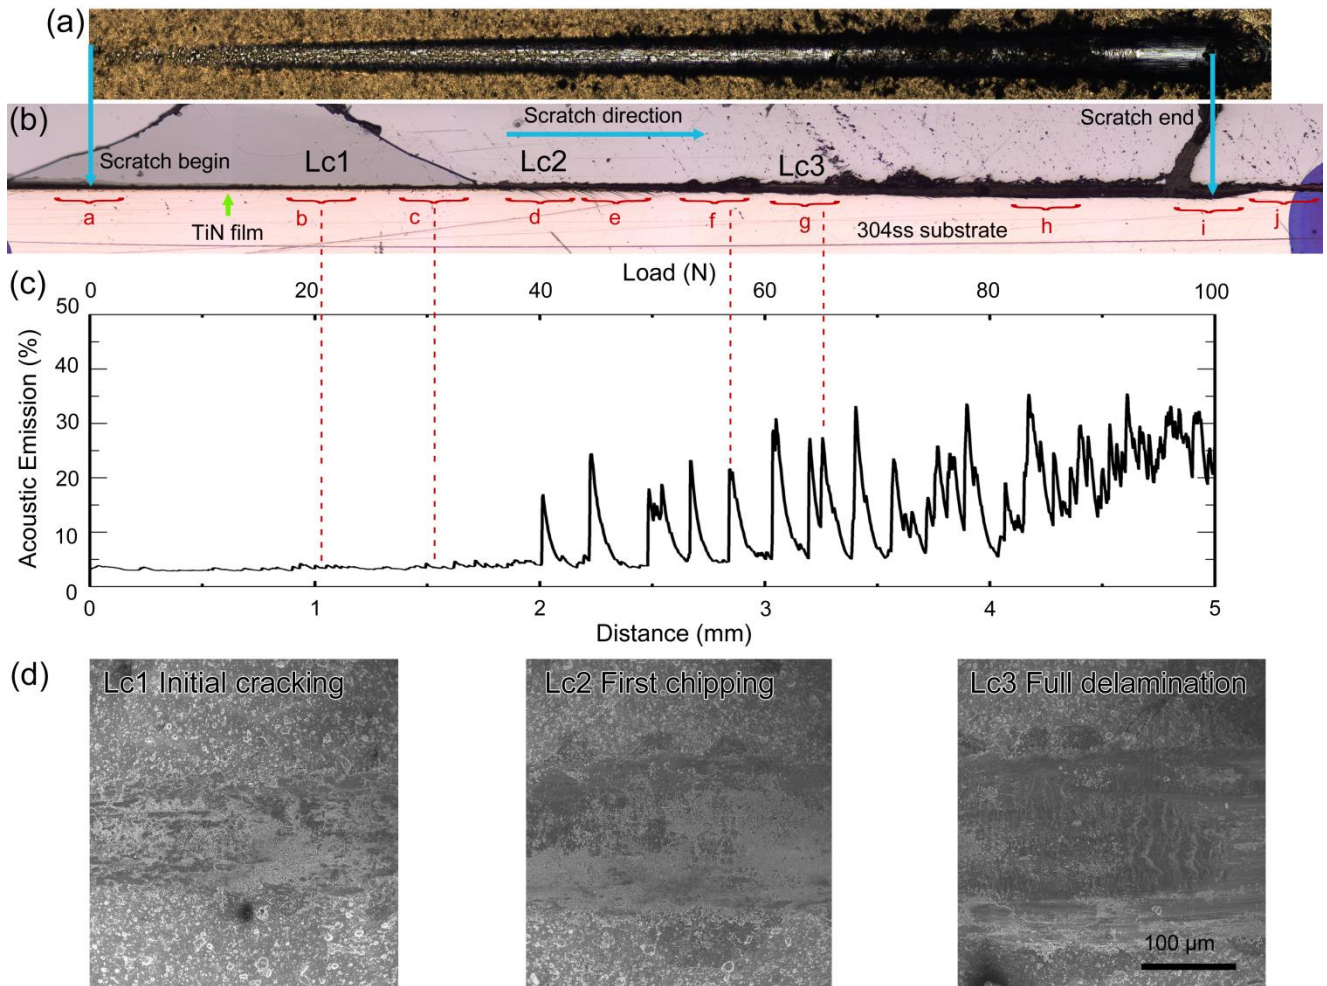 (a)
(b)
Scratch direction
Scratch end
Scratch begin
Lc1
Lc2
Lc3
a
b
c
d
e
f
g
h
i
j
TiN film
304ss substrate
(c)
Load (N)
0
20
40
60
80
100
50
40
30
20
10
0
Acoustic Emission (%)
0
1
2
3
4
5
Distance (mm)
(d)
Lc1 Initial cracking
Lc2 First chipping
Lc3 Full delamination
100 µm